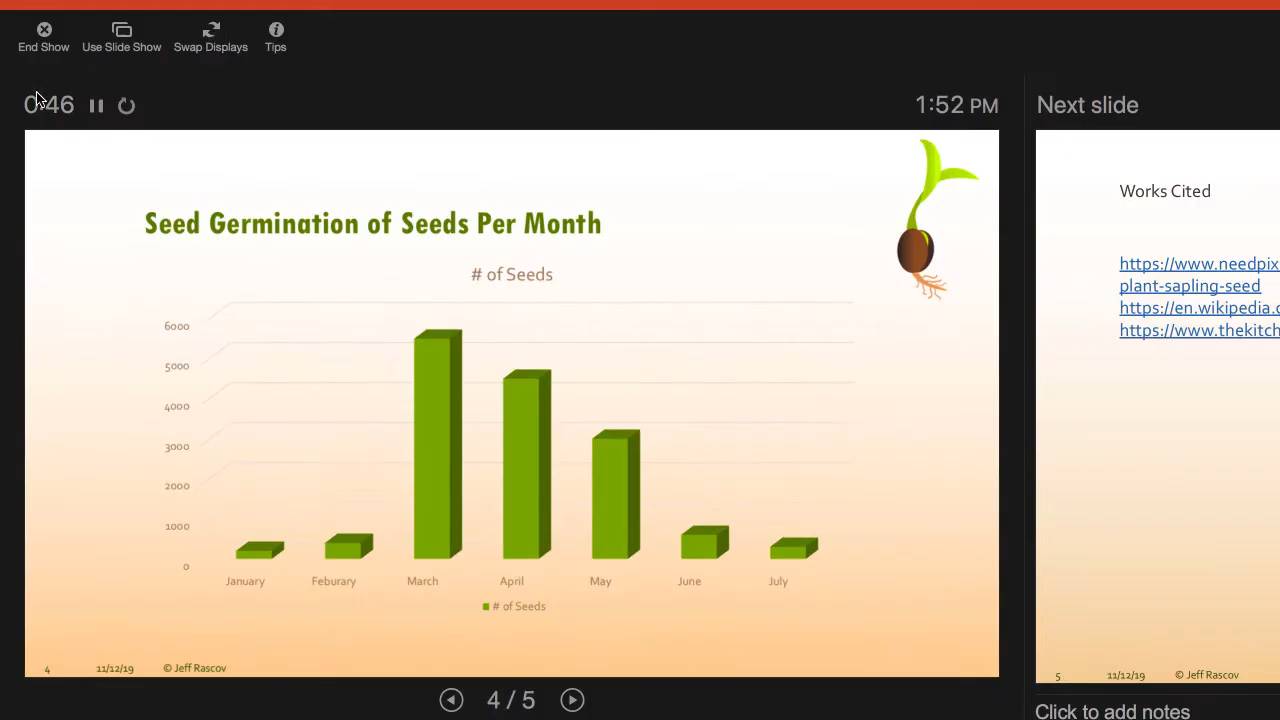 End Show
Use Slide Show
Swap Displays
Tips
1:52 PM
Next slide
Seed Germination of Seeds Per Month
# of Seeds
6000
5000
4000
3000
2000
1000
0
January
Feburary
March
April
May
June
July
# of Seeds
4
11/12/19
© Jeff Rascov
4 / 5
Works Cited
https://www.needpix
plant-sapling-seed
https://en.wikipedia.
https://www.thekitch
5
11/12/19
© Jeff Rascov
Click to add notes